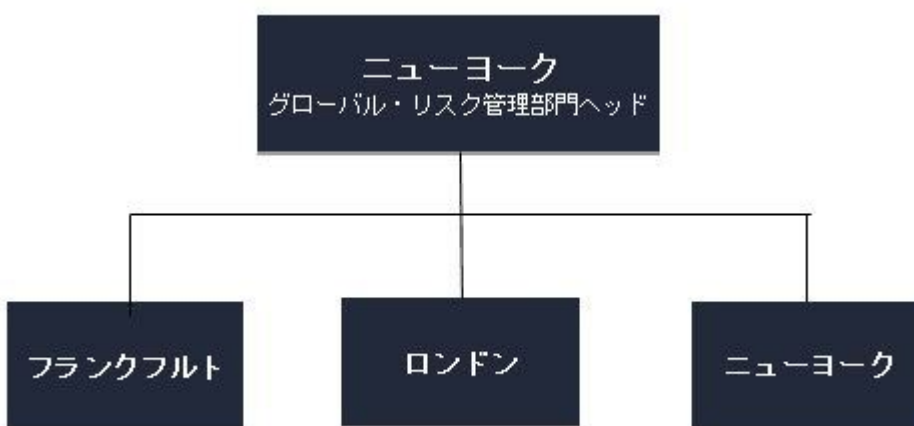 ニューヨーク
グローバル・リスク管理部門ヘッド
フランクフルト
ロンドン
ニューヨーク